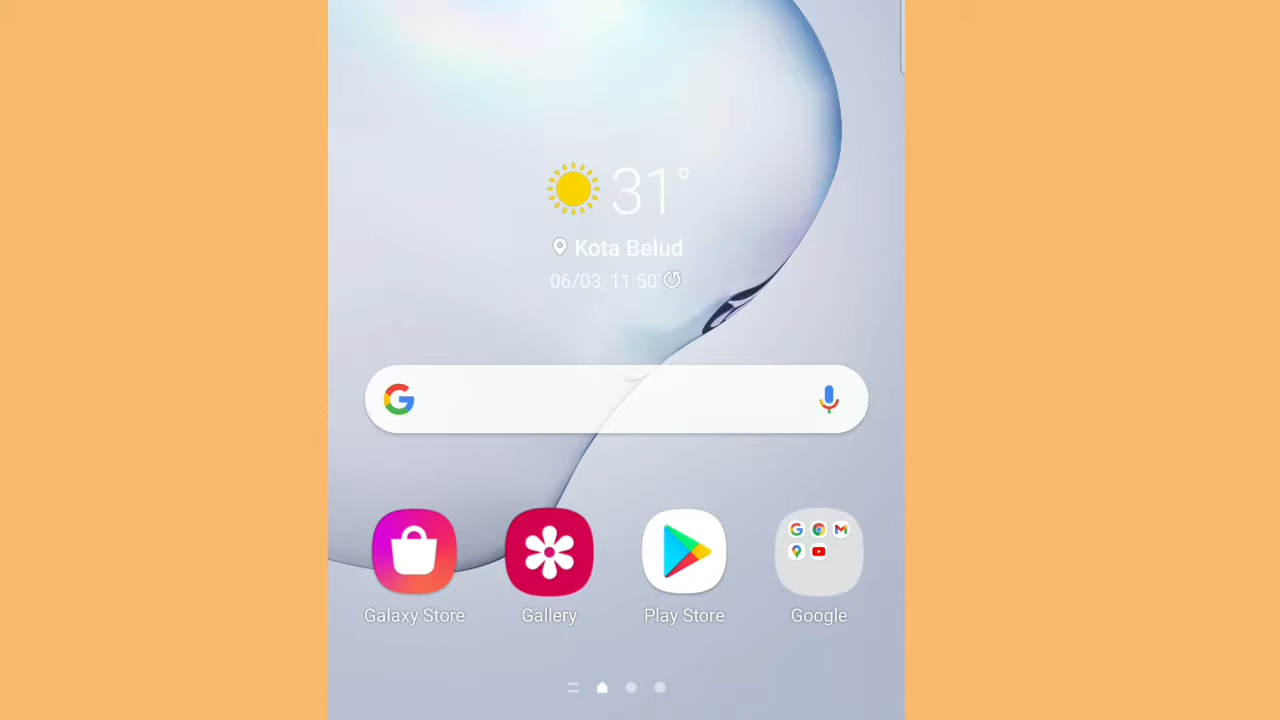 31°
Kota Belud
06/03, 11:50
Galaxy Store
Gallery
Play Store
Google